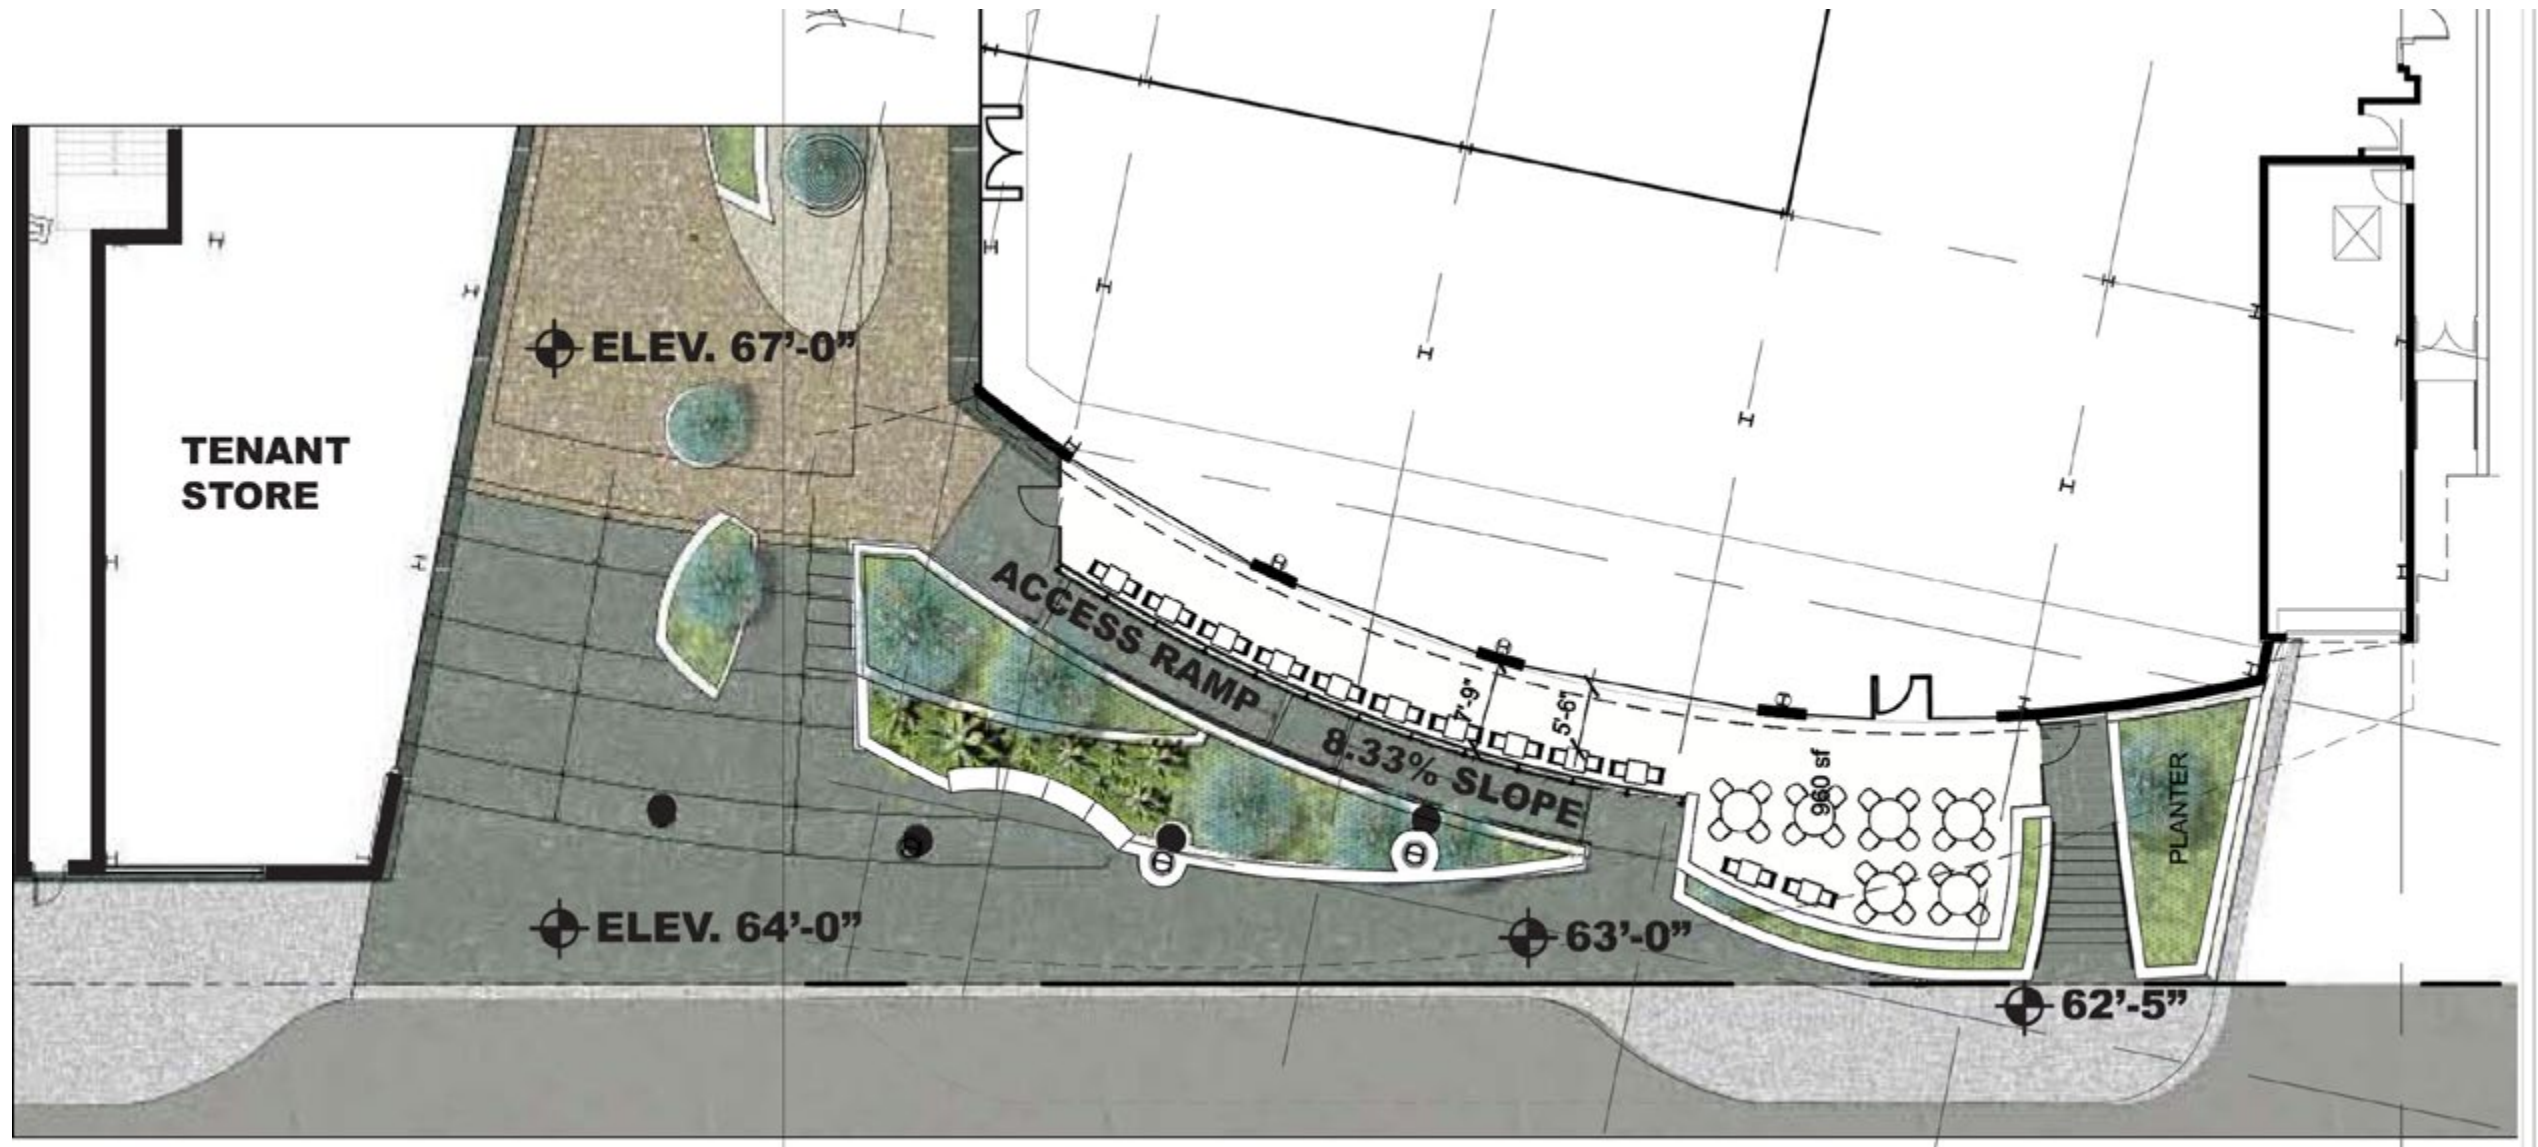 ELEV. 67’-0”
TENANT
STORE
ACCESS RAMP
8.33% SLOPE
7’-9”
5’-6”
960 sf
PLANTER
ELEV. 64’-0”
63’-0”
62’-5”